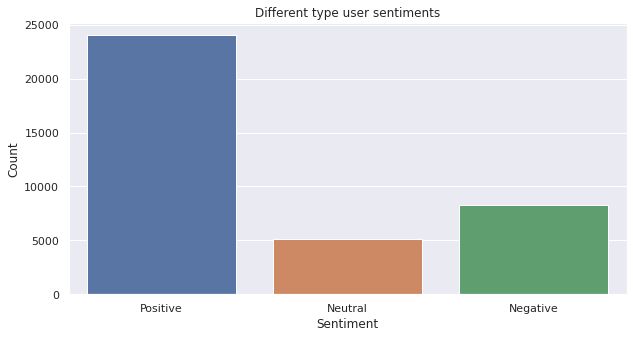 Different type user sentiments
25000
20000
15000
10000
5000
0
Count
Positive
Neutral
Negative
Sentiment